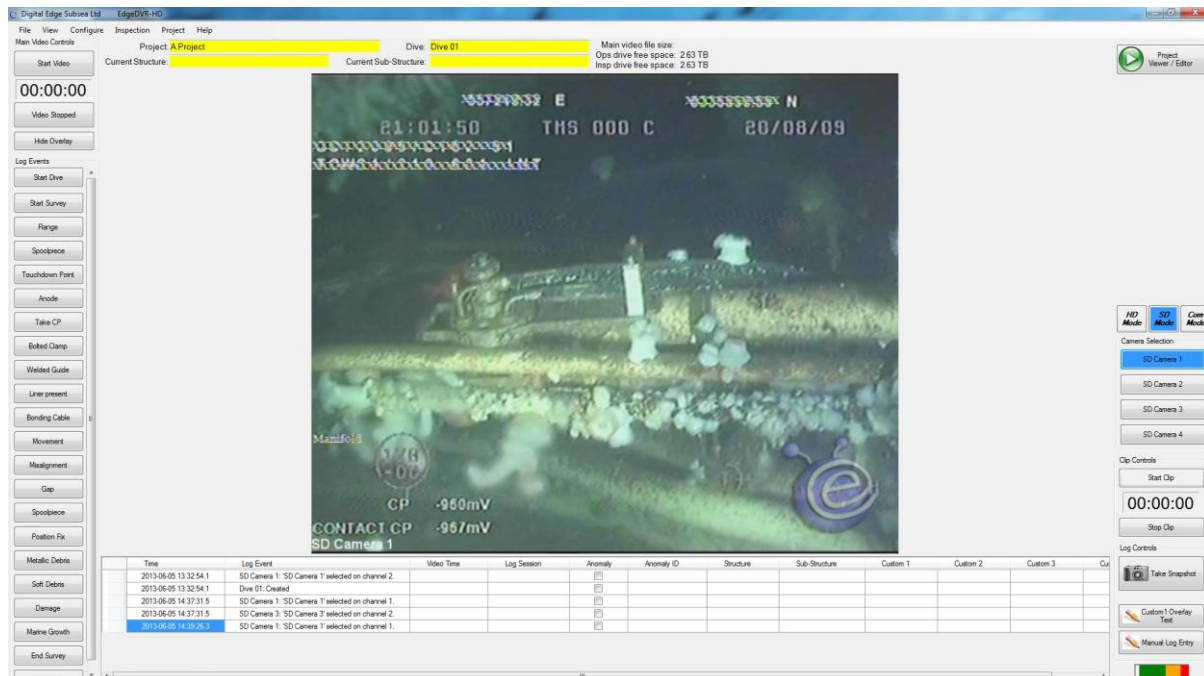 Digital Edge Subsea Ltd EdgeDVR-HD
File View Configure Inspection Project Help
Main Video Controls
Start Video
00:00:00
Video Stopped
Hide Overlay
Project: A Project
Dive: Dive 01
Current Structure:
Current Sub-Structure:
Main video file size:
Ops drive free space: 2.63 TB
Insp drive free space: 2.63 TB
Project Viewer / Editor
Log Events
Start Dive
Start Survey
Flange
Spoolpiece
Touchdown Point
Anode
Take CP
Bolted Clamp
Welded Guide
Liner present
Bonding Cable
Movement
Misalignment
Gap
Spoolpiece
Position Fix
Metallic Debris
Soft Debris
Damage
Marine Growth
End Survey
E N
21:01:50 TMS 000 C 20/08/09
Manifold
CP -960mV
CONTACT CP -967mV
SD Camera 1
HD Mode
SD Mode
Com Mode
Camera Selection
SD Camera 1
SD Camera 2
SD Camera 3
SD Camera 4
Clip Controls
Start Clip
00:00:00
Stop Clip
Log Controls
Take Snapshot
Custom1 Overlay Text
Manual Log Entry
Time Log Event Video Time Log Session Anomaly Anomaly ID Structure Sub-Structure Custom 1 Custom 2 Custom 3 Cu
2013-06-05 13:32:54.1 SD Camera 1: 'SD Camera 1' selected on channel 2.
2013-06-05 13:32:54.1 Dive 01: Created
2013-06-05 14:37:31.5 SD Camera 1: 'SD Camera 1' selected on channel 1.
2013-06-05 14:37:31.5 SD Camera 3: 'SD Camera 3' selected on channel 2.
2013-06-05 14:39:26.3 SD Camera 1: 'SD Camera 1' selected on channel 1.